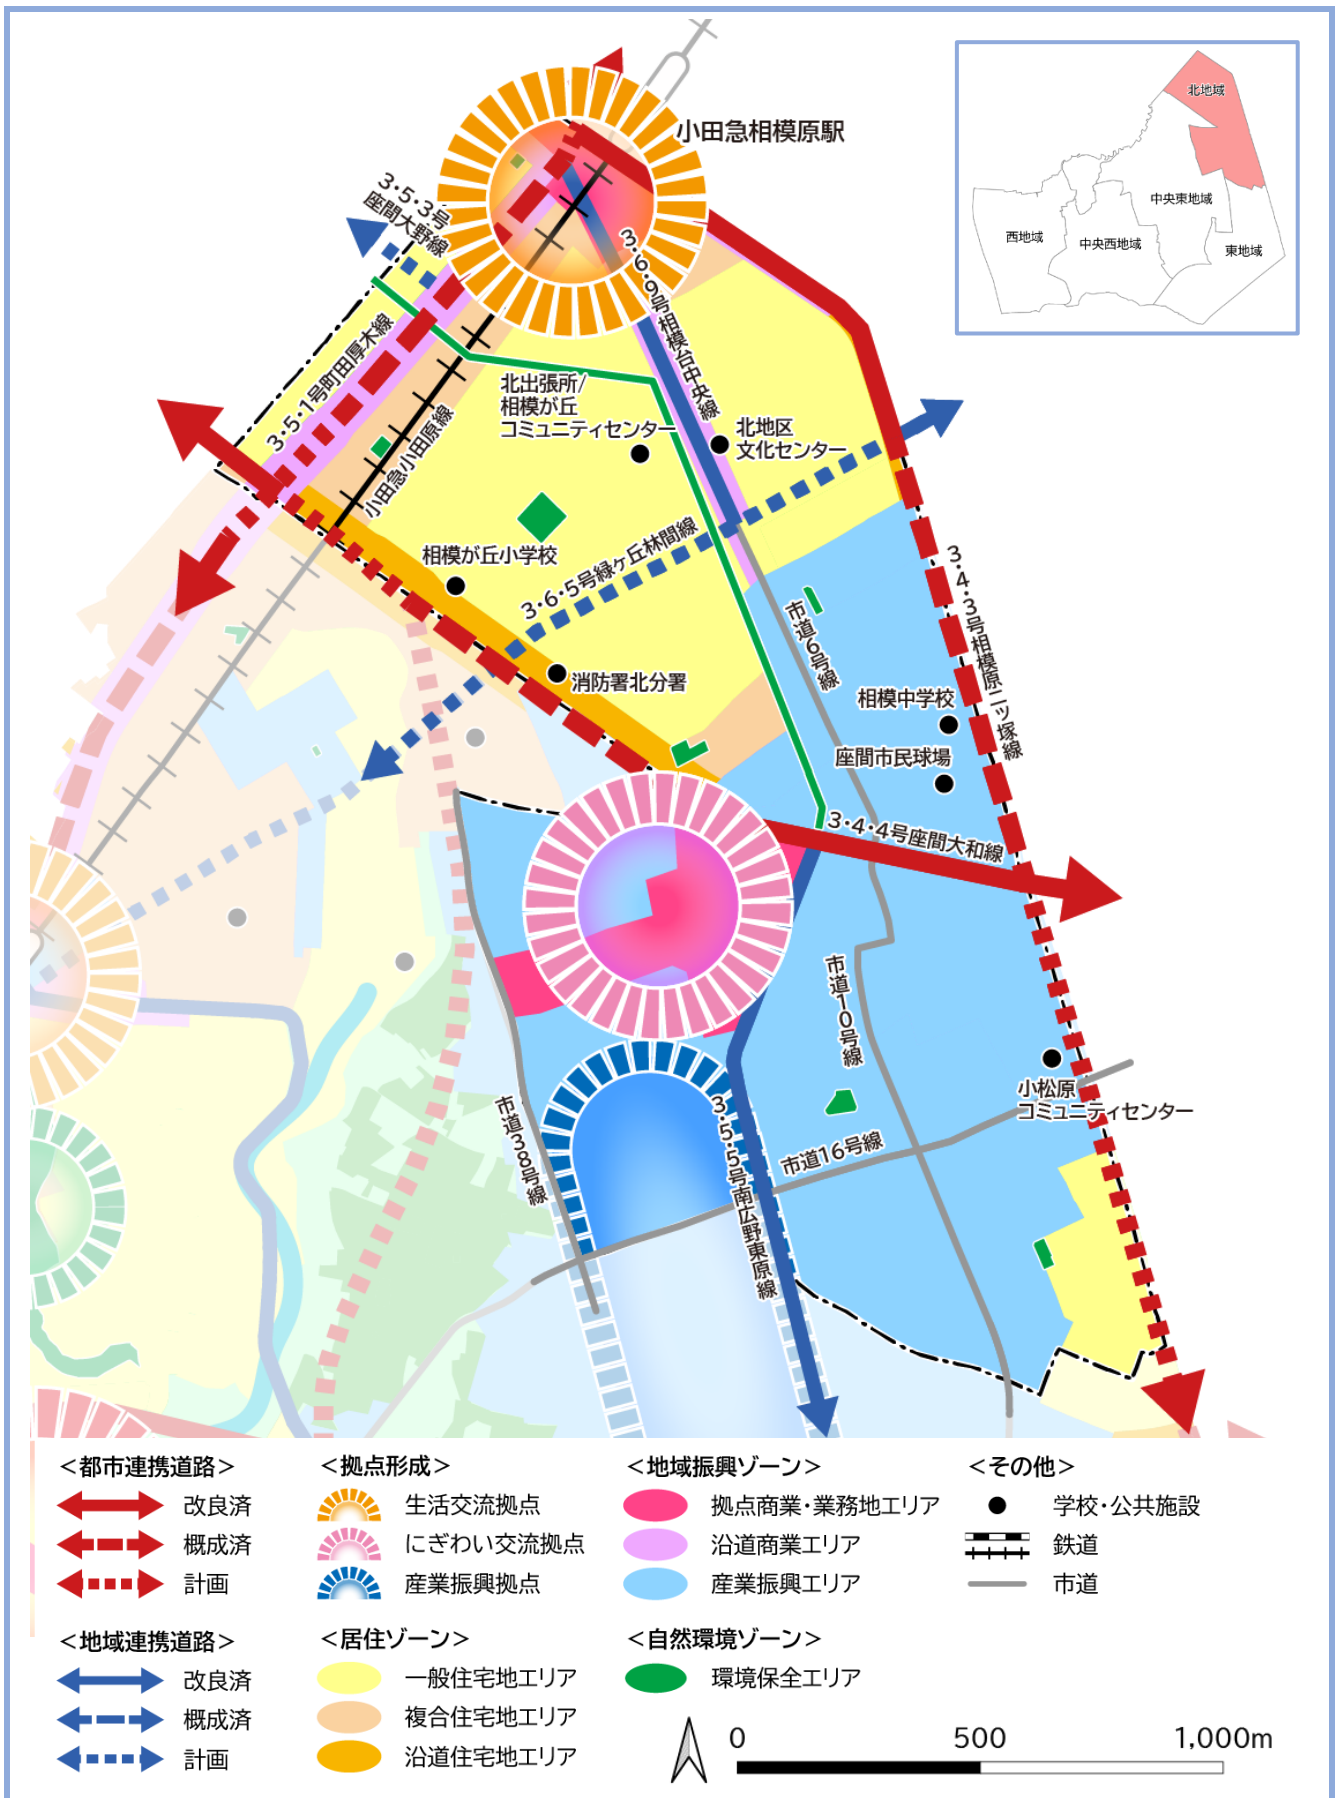 小田急相模原駅
北地域
中央東地域
西地域
中央西地域
東地域
3・5・3号
座間大野線
3・6・9号相模台中央線
3・5・1号町田厚木線
小田急小田原線
北出張所/
相模が丘
コミュニティセンター
北地区
文化センター
相模が丘小学校
3・6・5号緑ヶ丘林間線
3・4・3号相模原二ッ塚線
市道6号線
消防署北分署
相模中学校
座間市民球場
3・4・4号座間大和線
市道10号線
小松原
コミュニティセンター
市道38号線
3・5・5号南広野東原線
市道16号線
＜都市連携道路＞
改良済
概成済
計画
＜地域連携道路＞
改良済
概成済
計画
＜拠点形成＞
生活交流拠点
にぎわい交流拠点
産業振興拠点
＜居住ゾーン＞
一般住宅地エリア
複合住宅地エリア
沿道住宅地エリア
＜地域振興ゾーン＞
拠点商業・業務地エリア
沿道商業エリア
産業振興エリア
＜自然環境ゾーン＞
環境保全エリア
＜その他＞
学校・公共施設
鉄道
市道
0 500 1,000m